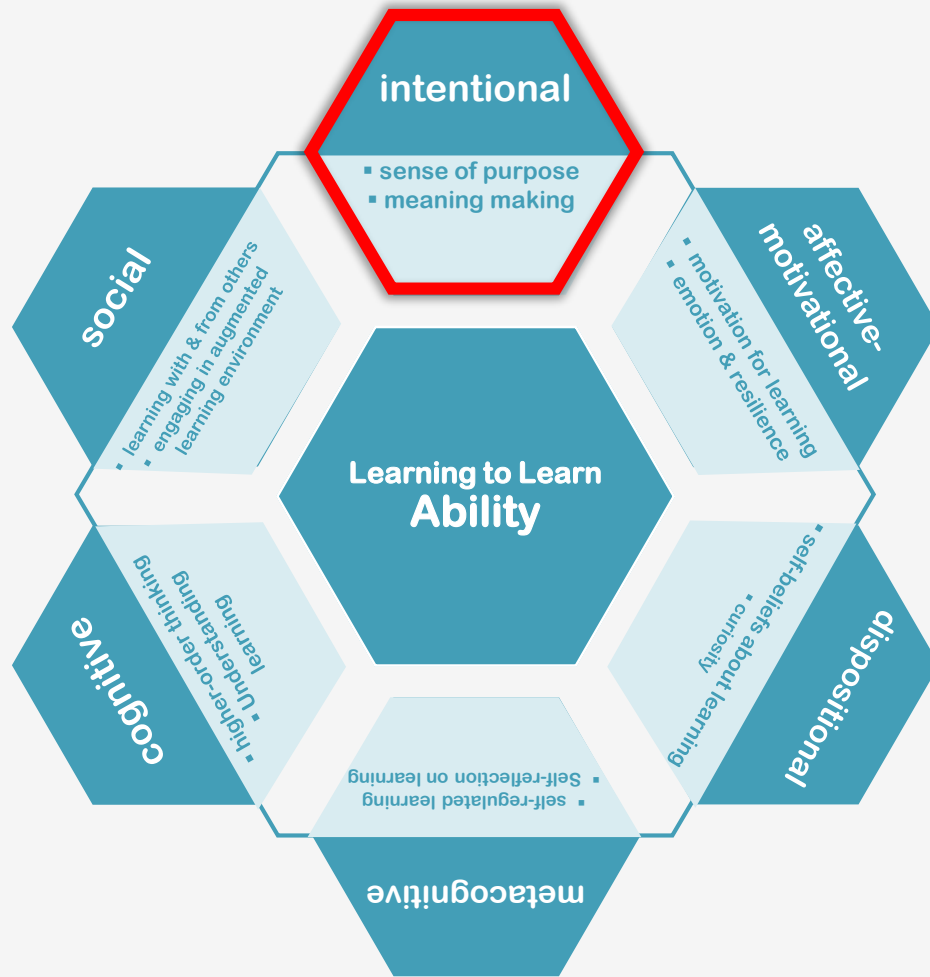 intentional
▪ sense of purpose
▪ meaning making
affective-
motivational
▪ motivation for learning
▪ emotion & resilience
dispositional
▪ self-beliefs about learning
▪ curiosity
metacognitive
▪ self-regulated learning
▪ Self-reflection on learning
cognitive
▪ higher-order thinking
▪ Understanding
learning
social
▪ learning with & from others
▪ engaging in augmented
learning environment
Learning to Learn
Ability